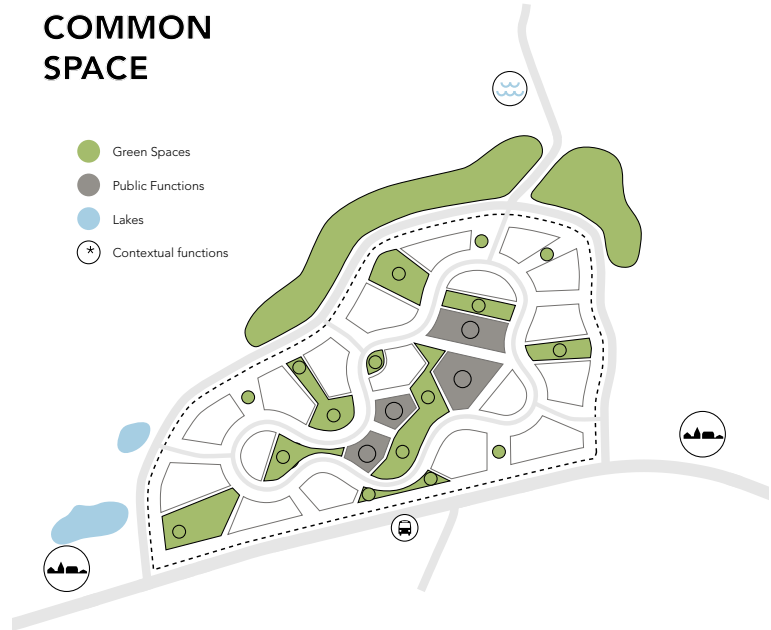 COMMON
SPACE
Green Spaces
Public Functions
Lakes
* Contextual functions